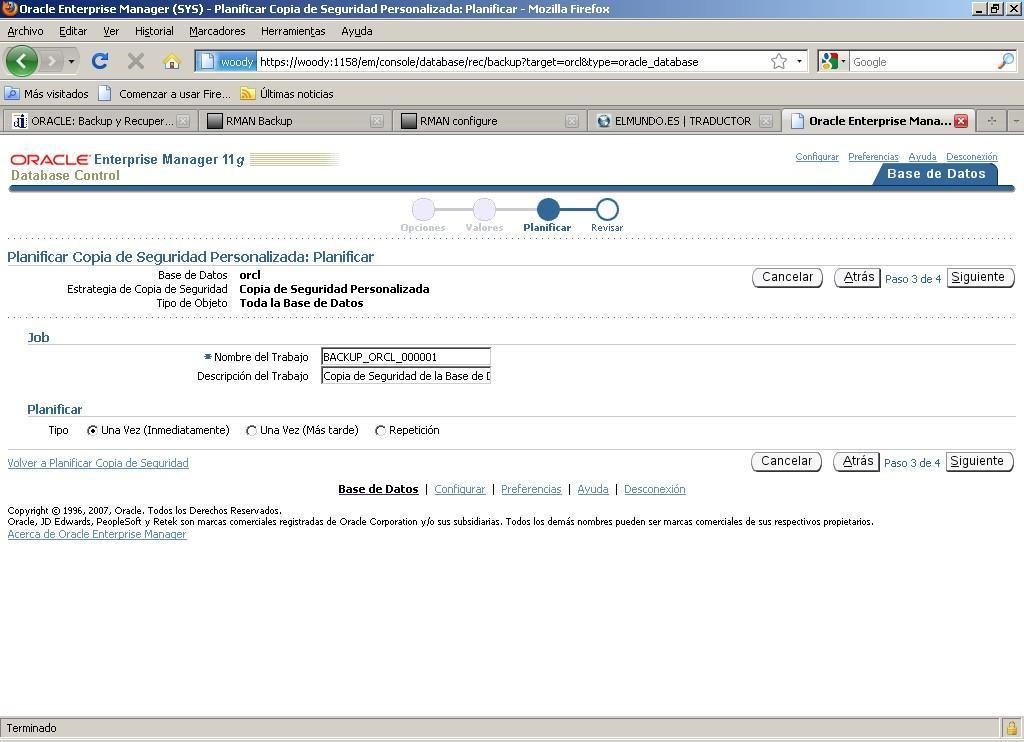 Oracle Enterprise Manager (SYS) - Planificar Copia de Seguridad Personalizada: Planificar - Mozilla Firefox
Archivo Editar Ver Historial Marcadores Herramientas Ayuda
woody https://woody:1158/em/console/database/rec/backup?target=orcl&type=oracle_database Google
Más visitados Comenzar a usar Fire... Últimas noticias
ORACLE: Backup y Recuper... RMAN Backup RMAN configure ELMUNDO.ES | TRADUCTOR Oracle Enterprise Mana...
ORACLE Enterprise Manager 11g
Database Control
Configurar Preferencias Ayuda Desconexión
Base de Datos
Opciones Valores Planificar Revisar
Planificar Copia de Seguridad Personalizada: Planificar
Base de Datos orcl
Estrategia de Copia de Seguridad Copia de Seguridad Personalizada
Tipo de Objeto Toda la Base de Datos
Cancelar Atrás Paso 3 de 4 Siguiente
Job
* Nombre del Trabajo BACKUP_ORCL_000001
Descripción del Trabajo Copia de Seguridad de la Base de D
Planificar
Tipo Una Vez (Inmediatamente) Una Vez (Más tarde) Repetición
Volver a Planificar Copia de Seguridad Cancelar Atrás Paso 3 de 4 Siguiente
Base de Datos | Configurar | Preferencias | Ayuda | Desconexión
Copyright © 1996, 2007, Oracle. Todos los Derechos Reservados.
Oracle, JD Edwards, PeopleSoft y Retek son marcas comerciales registradas de Oracle Corporation y/o sus subsidiarias. Todos los demás nombres pueden ser marcas comerciales de sus respectivos propietarios.
Acerca de Oracle Enterprise Manager
Terminado